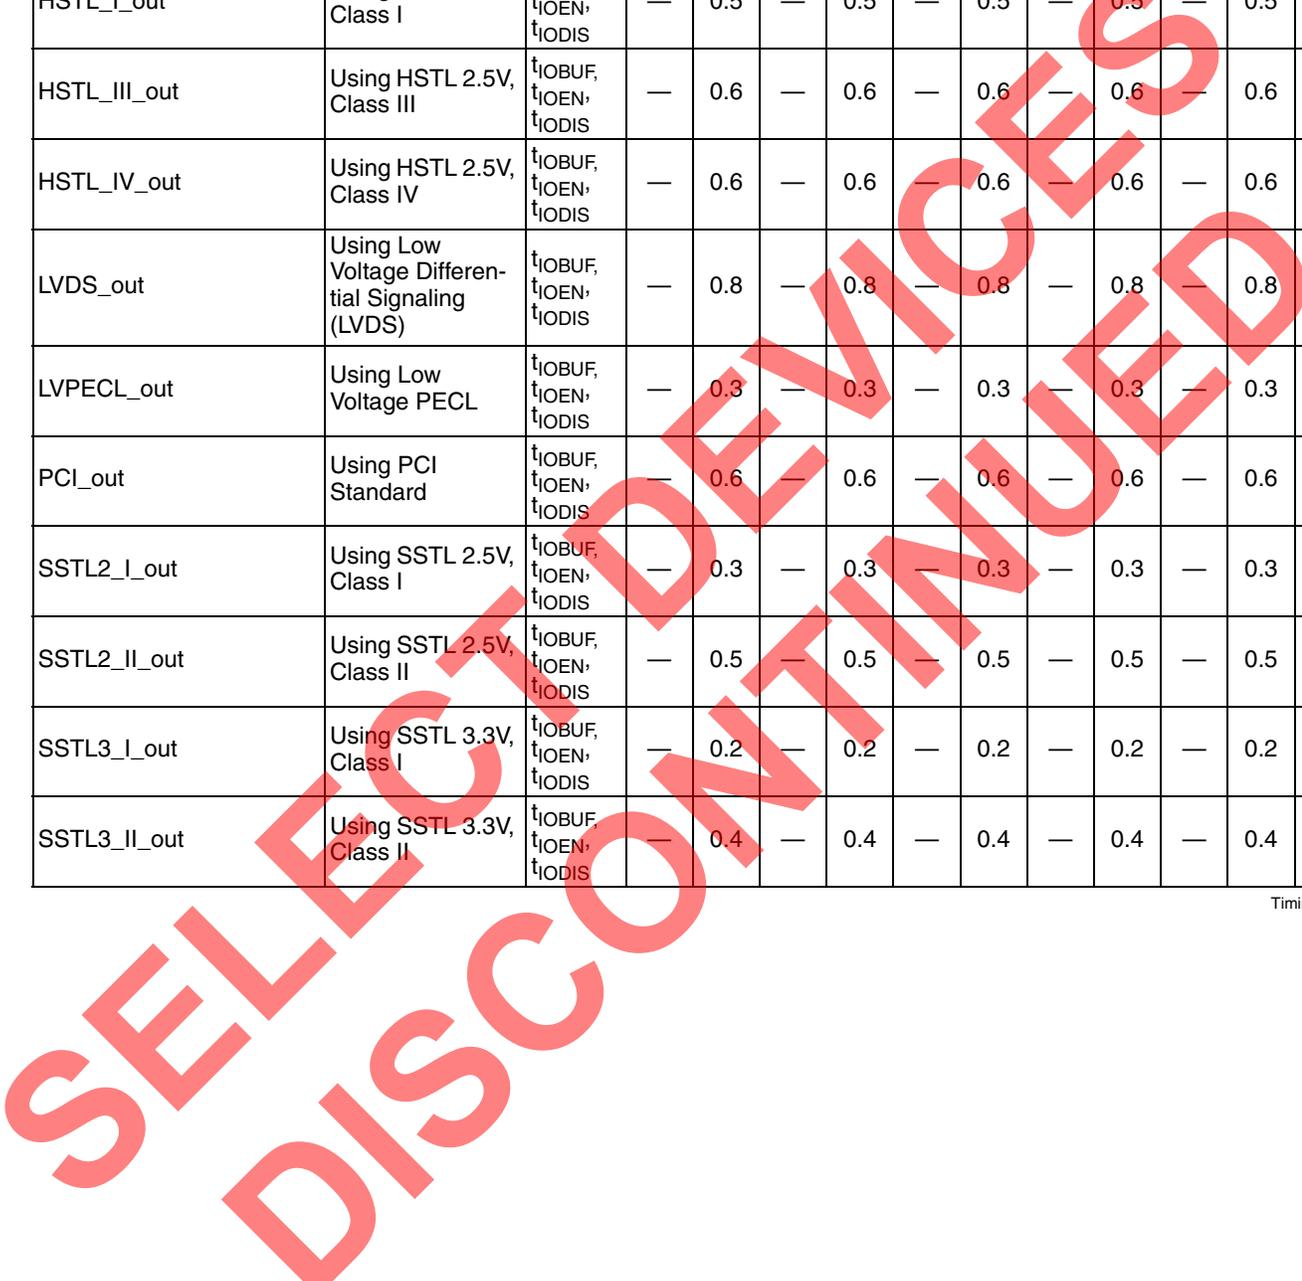 HSTL_I_out Class I tIOEN, tIODIS — 0.5 — 0.5 — 0.5 — 0.5 — 0.5
HSTL_III_out Using HSTL 2.5V, Class III tIOBUF, tIOEN, tIODIS — 0.6 — 0.6 — 0.6 — 0.6 — 0.6
HSTL_IV_out Using HSTL 2.5V, Class IV tIOBUF, tIOEN, tIODIS — 0.6 — 0.6 — 0.6 — 0.6 — 0.6
LVDS_out Using Low Voltage Differen-tial Signaling (LVDS) tIOBUF, tIOEN, tIODIS — 0.8 — 0.8 — 0.8 — 0.8 — 0.8
LVPECL_out Using Low Voltage PECL tIOBUF, tIOEN, tIODIS — 0.3 — 0.3 — 0.3 — 0.3 — 0.3
PCI_out Using PCI Standard tIOBUF, tIOEN, tIODIS — 0.6 — 0.6 — 0.6 — 0.6 — 0.6
SSTL2_I_out Using SSTL 2.5V, Class I tIOBUF, tIOEN, tIODIS — 0.3 — 0.3 — 0.3 — 0.3 — 0.3
SSTL2_II_out Using SSTL 2.5V, Class II tIOBUF, tIOEN, tIODIS — 0.5 — 0.5 — 0.5 — 0.5 — 0.5
SSTL3_I_out Using SSTL 3.3V, Class I tIOBUF, tIOEN, tIODIS — 0.2 — 0.2 — 0.2 — 0.2 — 0.2
SSTL3_II_out Using SSTL 3.3V, Class II tIOBUF, tIOEN, tIODIS — 0.4 — 0.4 — 0.4 — 0.4 — 0.4
Timi
SELECT DEVICES
DISCONTINUED